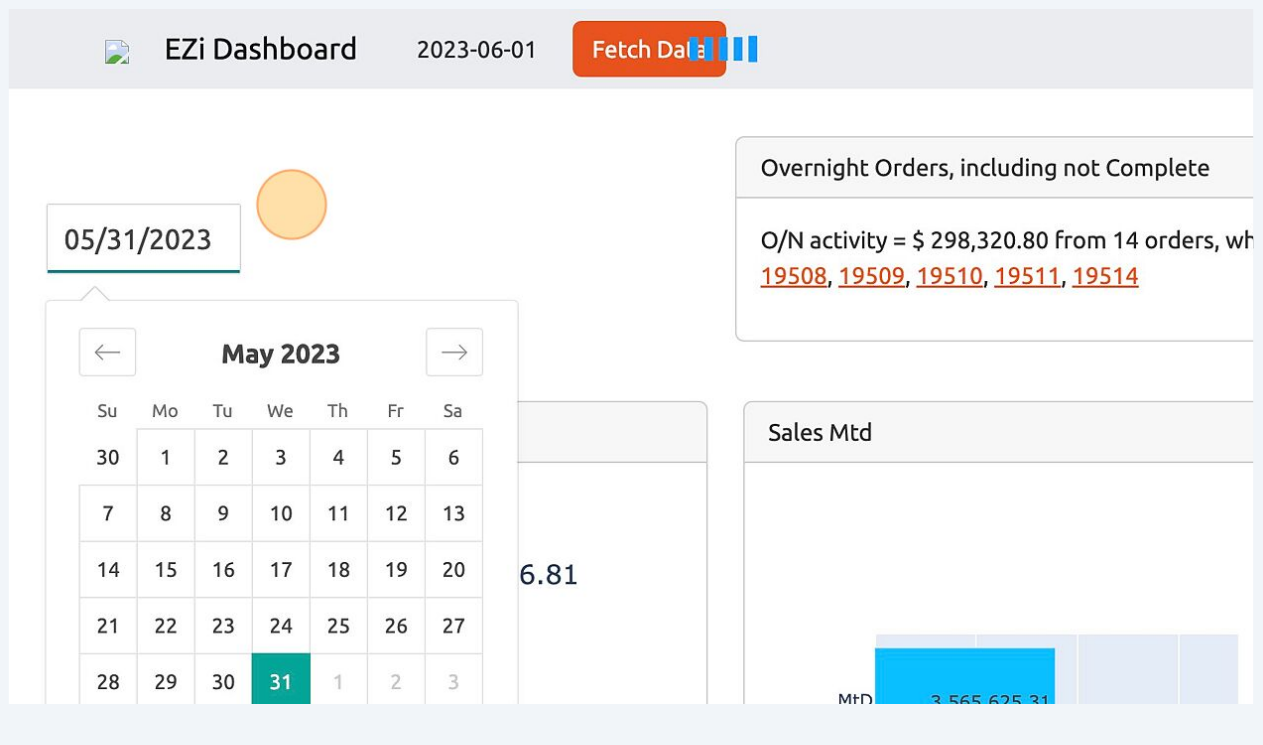 EZi Dashboard 2023-06-01 Fetch Data
Overnight Orders, including not Complete
O/N activity = $ 298,320.80 from 14 orders, wh
19508, 19509, 19510, 19511, 19514
05/31/2023
May 2023
Su Mo Tu We Th Fr Sa
30 1 2 3 4 5 6
7 8 9 10 11 12 13
14 15 16 17 18 19 20
21 22 23 24 25 26 27
28 29 30 31 1 2 3
6.81
Sales Mtd
MtD 3,565,625.31